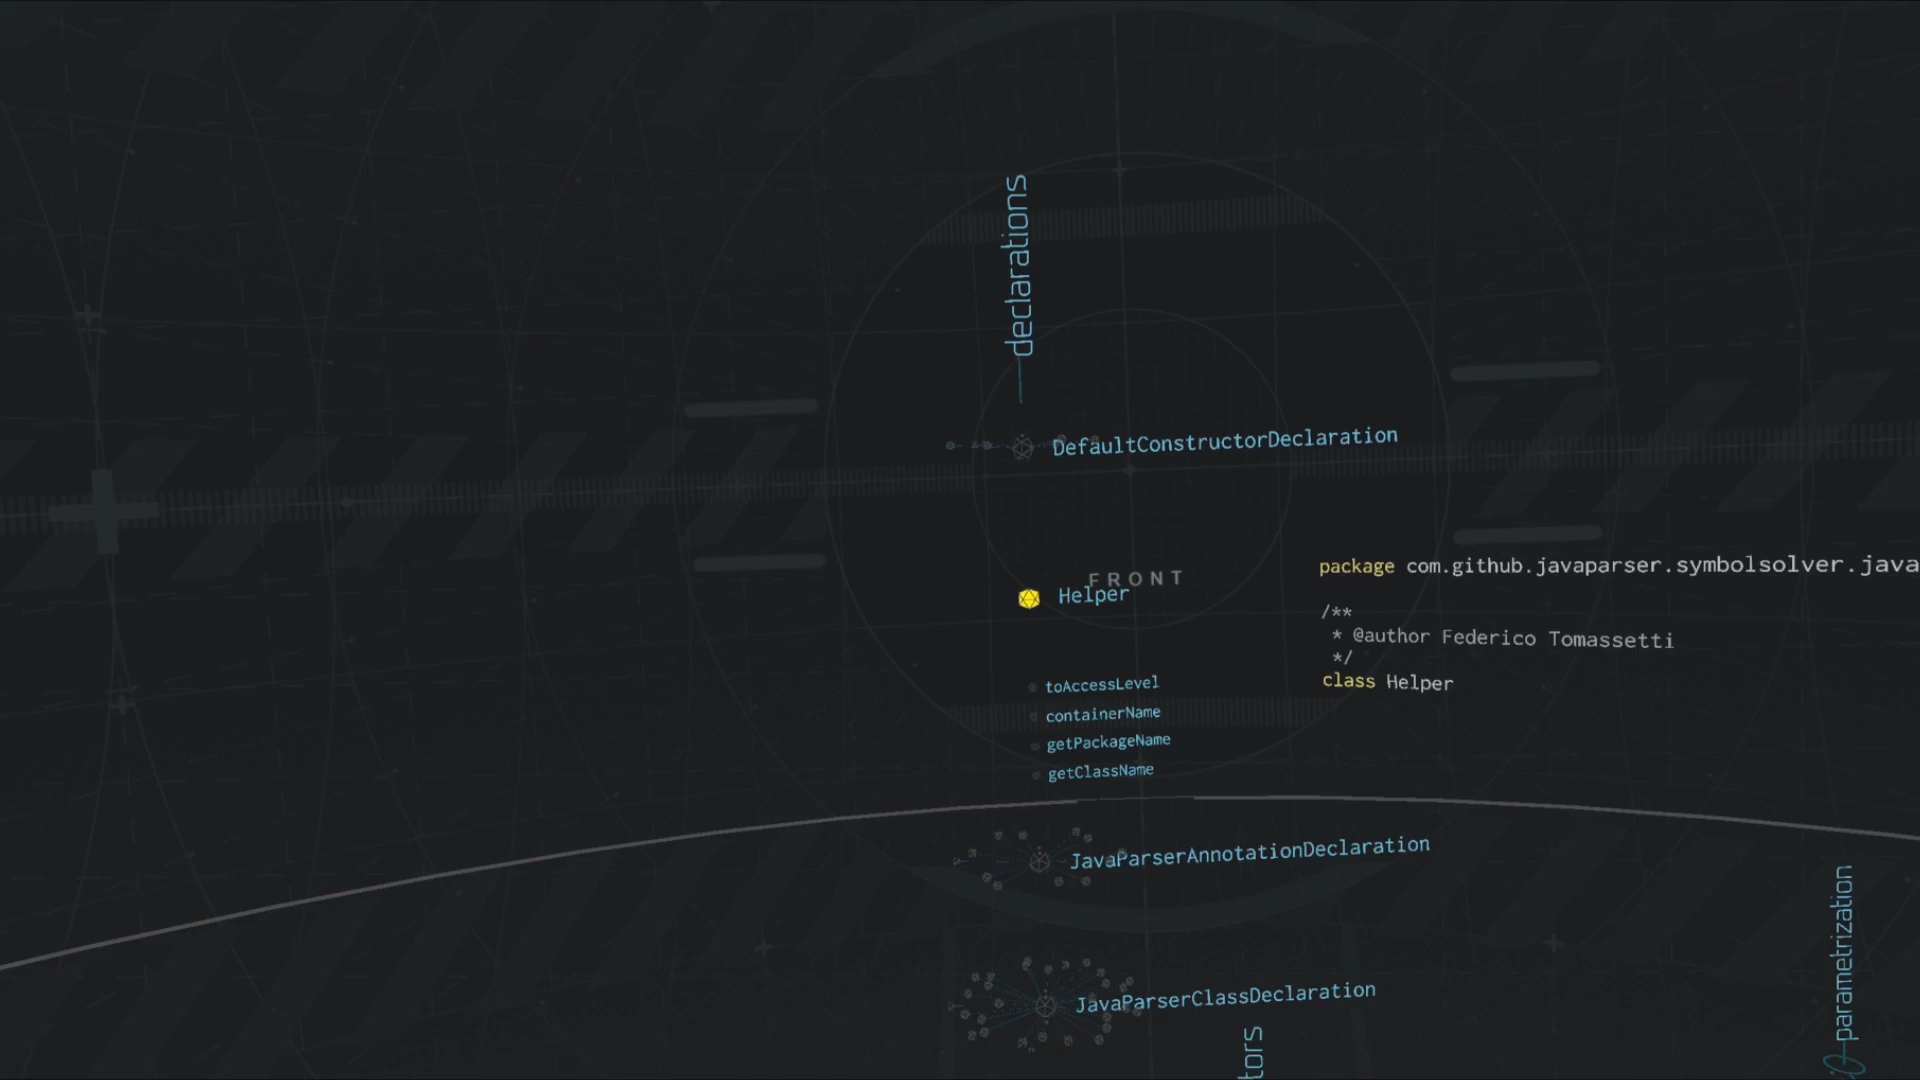 declarations
DefaultConstructorDeclaration
FRONT
Helper
package com.github.javaparser.symbolsolver.java
/**
* @author Federico Tomassetti
*/
class Helper
toAccessLevel
containerName
getPackageName
getClassName
JavaParserAnnotationDeclaration
JavaParserClassDeclaration
parametrization
tors